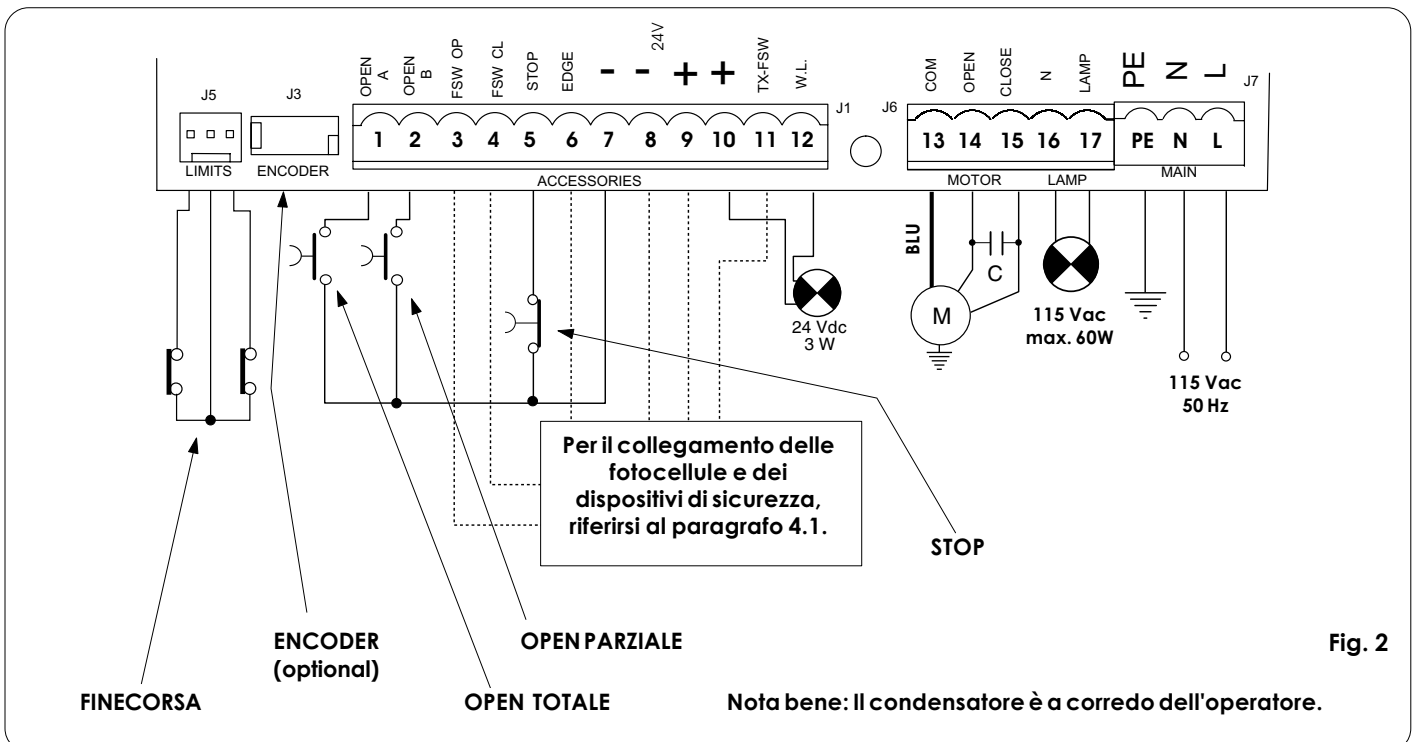 OPEN A
OPEN B
FSW OP
FSW CL
STOP
EDGE
-
-
24V
+
+
TX-FSW
W.L.
COM
OPEN
CLOSE
N
LAMP
PE
N
L
J5
J3
J1
J6
J7
1 2 3 4 5 6 7 8 9 10 11 12
13 14 15 16 17
PE N L
LIMITS
ENCODER
ACCESSORIES
MOTOR
LAMP
MAIN
BLU
C
M
24 Vdc
3 W
115 Vac
max. 60W
115 Vac
50 Hz
Per il collegamento delle
fotocellule e dei
dispositivi di sicurezza,
riferirsi al paragrafo 4.1.
STOP
ENCODER
(optional)
OPEN PARZIALE
Fig. 2
FINECORSA
OPEN TOTALE
Nota bene: Il condensatore è a corredo dell'operatore.